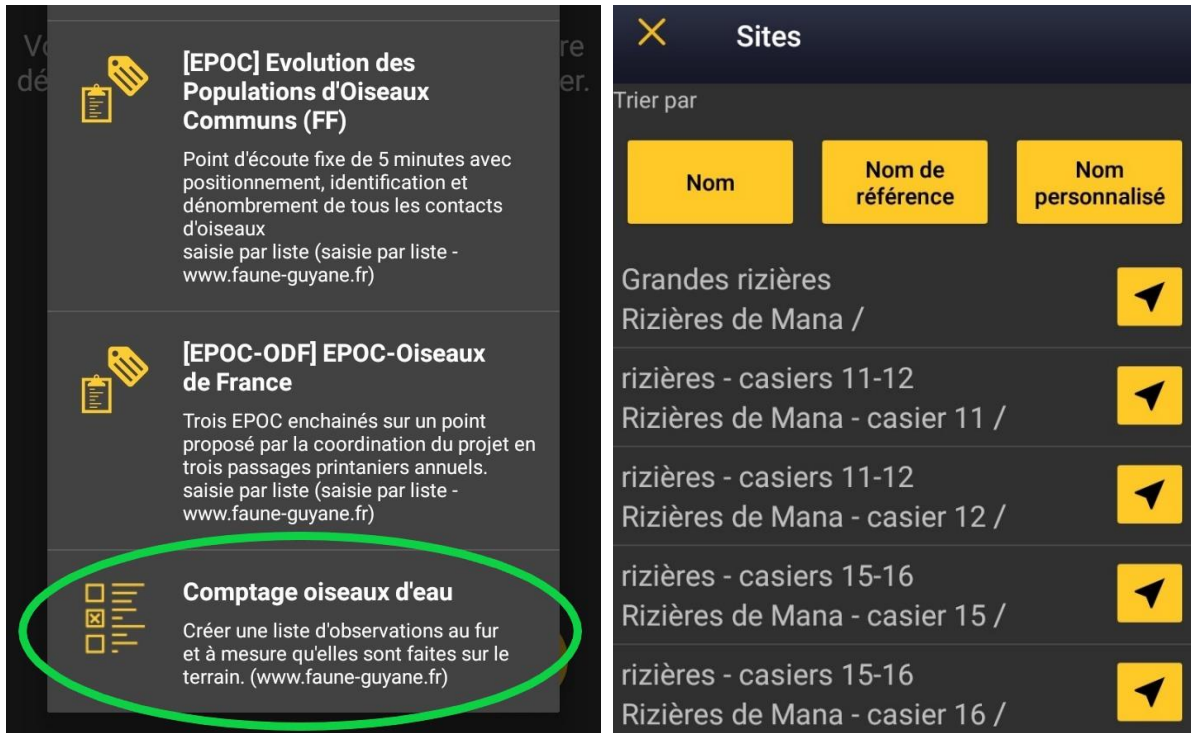 Vo
re
dé
er.
[EPOC] Evolution des
Populations d'Oiseaux
Communs (FF)
Point d'écoute fixe de 5 minutes avec
positionnement, identification et
dénombrement de tous les contacts
d'oiseaux
saisie par liste (saisie par liste -
www.faune-guyane.fr)
[EPOC-ODF] EPOC-Oiseaux
de France
Trois EPOC enchainés sur un point
proposé par la coordination du projet en
trois passages printaniers annuels.
saisie par liste (saisie par liste -
www.faune-guyane.fr)
Comptage oiseaux d'eau
Créer une liste d'observations au fur
et à mesure qu'elles sont faites sur le
terrain. (www.faune-guyane.fr)
Sites
Trier par
Nom
Nom de
référence
Nom
personnalisé
Grandes rizières
Rizières de Mana /
rizières - casiers 11-12
Rizières de Mana - casier 11 /
rizières - casiers 11-12
Rizières de Mana - casier 12 /
rizières - casiers 15-16
Rizières de Mana - casier 15 /
rizières - casiers 15-16
Rizières de Mana - casier 16 /